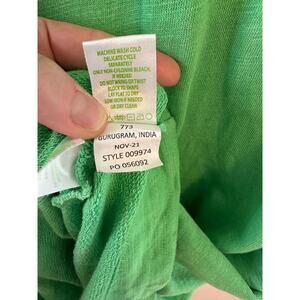 MACHINE WASH COLD
DELICATE CYCLE
SEPARATELY
ONLY NON-CHLORINE BLEACH,
IF NEEDED
DO NOT WRING OR TWIST
BLOCK TO SHAPE
LAY FLAT TO DRY
LOW IRON IF NEEDED
OR DRY CLEAN
773
GURUGRAM, INDIA
NOV-21
STYLE 009974
PO 056092